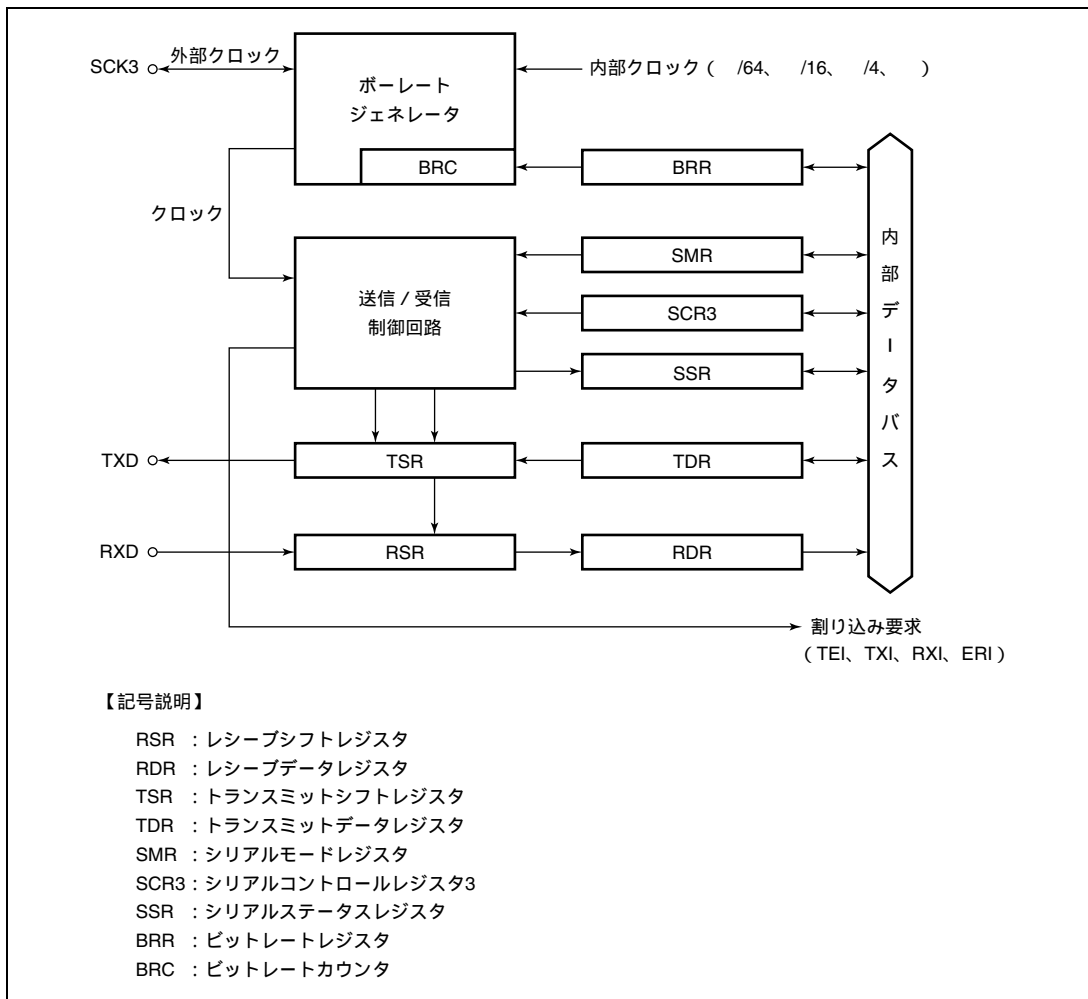 SCK3
外部クロック
ボーレート
ジェネレータ
内部クロック（ /64、 /16、 /4、 ）
BRC
BRR
クロック
送信 / 受信
制御回路
SMR
SCR3
SSR
内部データバス
TXD
TSR
TDR
RXD
RSR
RDR
割り込み要求
（TEI、TXI、RXI、ERI）
【記号説明】
RSR ：レシーブシフトレジスタ
RDR ：レシーブデータレジスタ
TSR ：トランスミットシフトレジスタ
TDR ：トランスミットデータレジスタ
SMR ：シリアルモードレジスタ
SCR3：シリアルコントロールレジスタ3
SSR ：シリアルステータスレジスタ
BRR ：ビットレートレジスタ
BRC ：ビットレートカウンタ